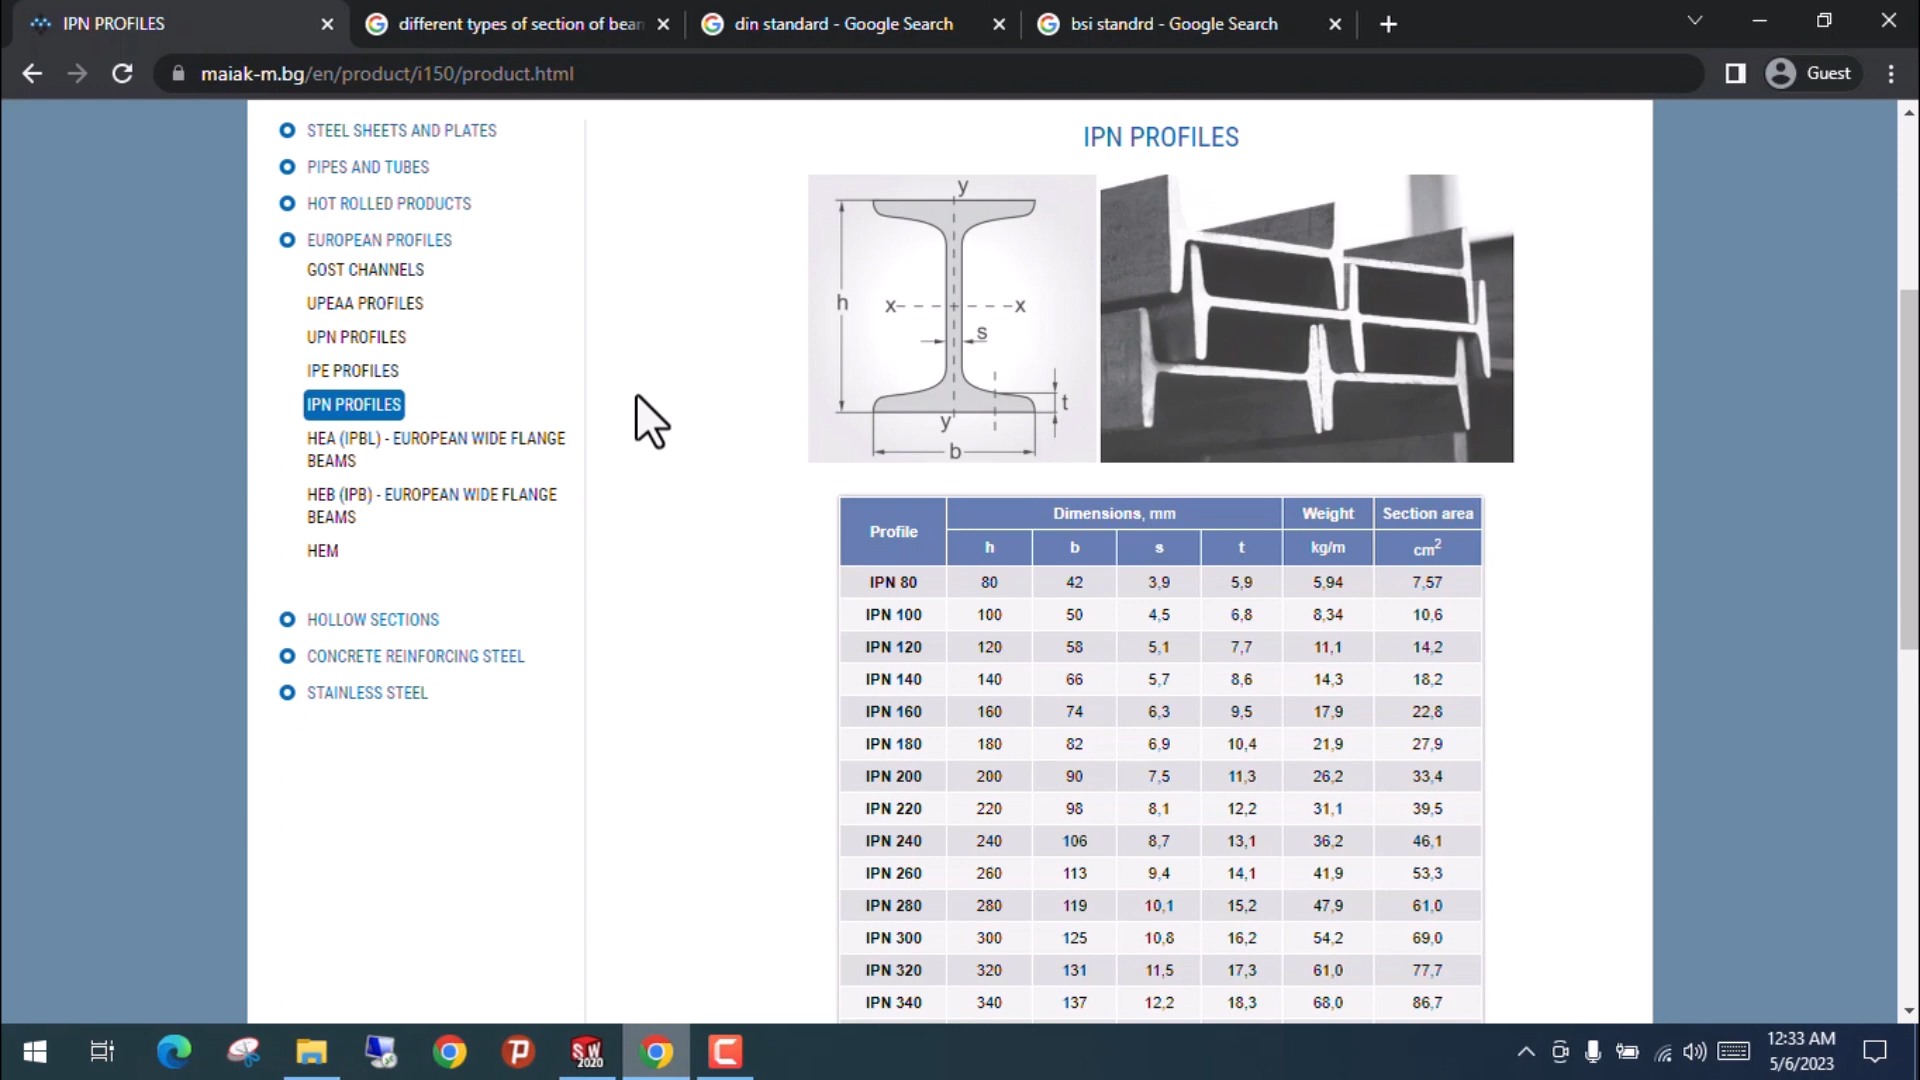 IPN PROFILES
different types of section of bean
din standard - Google Search
bsi standrd - Google Search
maiak-m.bg/en/product/i150/product.html
Guest
STEEL SHEETS AND PLATES
PIPES AND TUBES
HOT ROLLED PRODUCTS
EUROPEAN PROFILES
GOST CHANNELS
UPEAA PROFILES
UPN PROFILES
IPE PROFILES
IPN PROFILES
HEA (IPBL) - EUROPEAN WIDE FLANGE
BEAMS
HEB (IPB) - EUROPEAN WIDE FLANGE
BEAMS
HEM
HOLLOW SECTIONS
CONCRETE REINFORCING STEEL
STAINLESS STEEL
IPN PROFILES
y
h
x
x
s
t
y
b
Profile Dimensions, mm Weight Section area
h b s t kg/m cm²
IPN 80 80 42 3,9 5,9 5,94 7,57
IPN 100 100 50 4,5 6,8 8,34 10,6
IPN 120 120 58 5,1 7,7 11,1 14,2
IPN 140 140 66 5,7 8,6 14,3 18,2
IPN 160 160 74 6,3 9,5 17,9 22,8
IPN 180 180 82 6,9 10,4 21,9 27,9
IPN 200 200 90 7,5 11,3 26,2 33,4
IPN 220 220 98 8,1 12,2 31,1 39,5
IPN 240 240 106 8,7 13,1 36,2 46,1
IPN 260 260 113 9,4 14,1 41,9 53,3
IPN 280 280 119 10,1 15,2 47,9 61,0
IPN 300 300 125 10,8 16,2 54,2 69,0
IPN 320 320 131 11,5 17,3 61,0 77,7
IPN 340 340 137 12,2 18,3 68,0 86,7
SW
2020
12:33 AM
5/6/2023